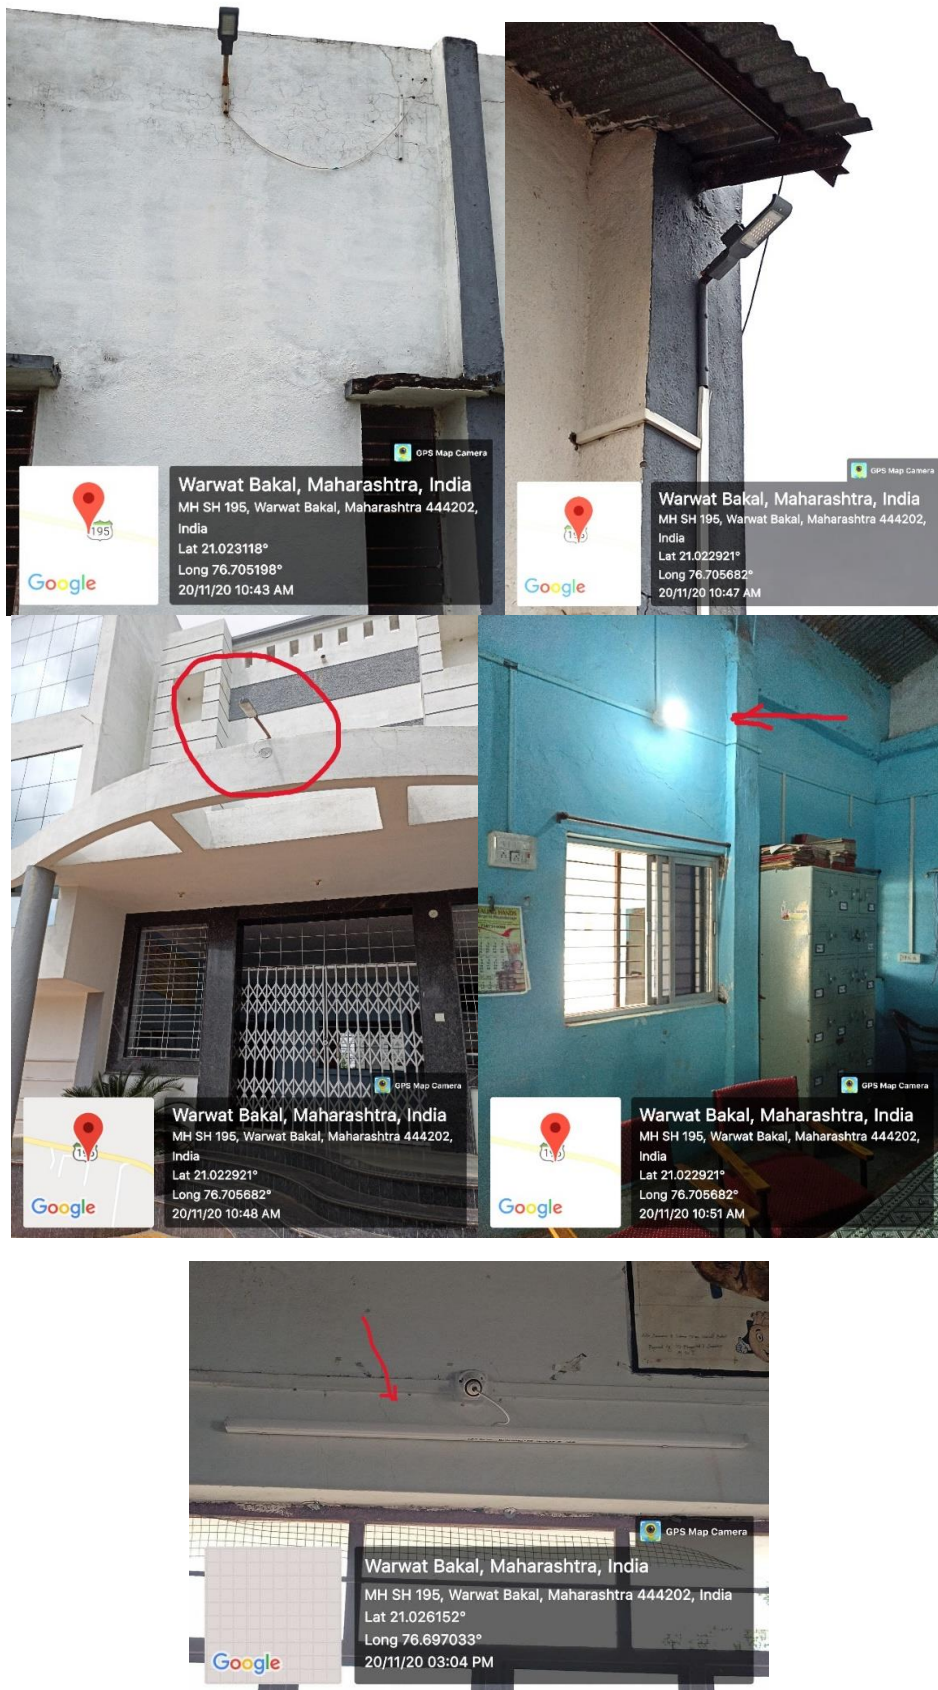 GPS Map Camera
Warwat Bakal, Maharashtra, India
MH SH 195, Warwat Bakal, Maharashtra 444202,
India
Lat 21.023118°
Long 76.705198°
20/11/20 10:43 AM
195
Google
GPS Map Camera
Warwat Bakal, Maharashtra, India
MH SH 195, Warwat Bakal, Maharashtra 444202,
India
Lat 21.022921°
Long 76.705682°
20/11/20 10:47 AM
Google
GPS Map Camera
Warwat Bakal, Maharashtra, India
MH SH 195, Warwat Bakal, Maharashtra 444202,
India
Lat 21.022921°
Long 76.705682°
20/11/20 10:48 AM
Google
GPS Map Camera
Warwat Bakal, Maharashtra, India
MH SH 195, Warwat Bakal, Maharashtra 444202,
India
Lat 21.022921°
Long 76.705682°
20/11/20 10:51 AM
Google
GPS Map Camera
Warwat Bakal, Maharashtra, India
MH SH 195, Warwat Bakal, Maharashtra 444202, India
Lat 21.026152°
Long 76.697033°
20/11/20 03:04 PM
Google